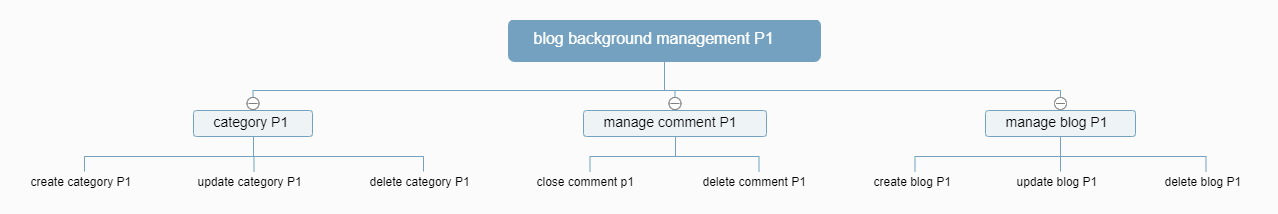 blog background management P1
category P1
manage comment P1
manage blog P1
create category P1
update category P1
delete category P1
close comment p1
delete comment P1
create blog P1
update blog P1
delete blog P1